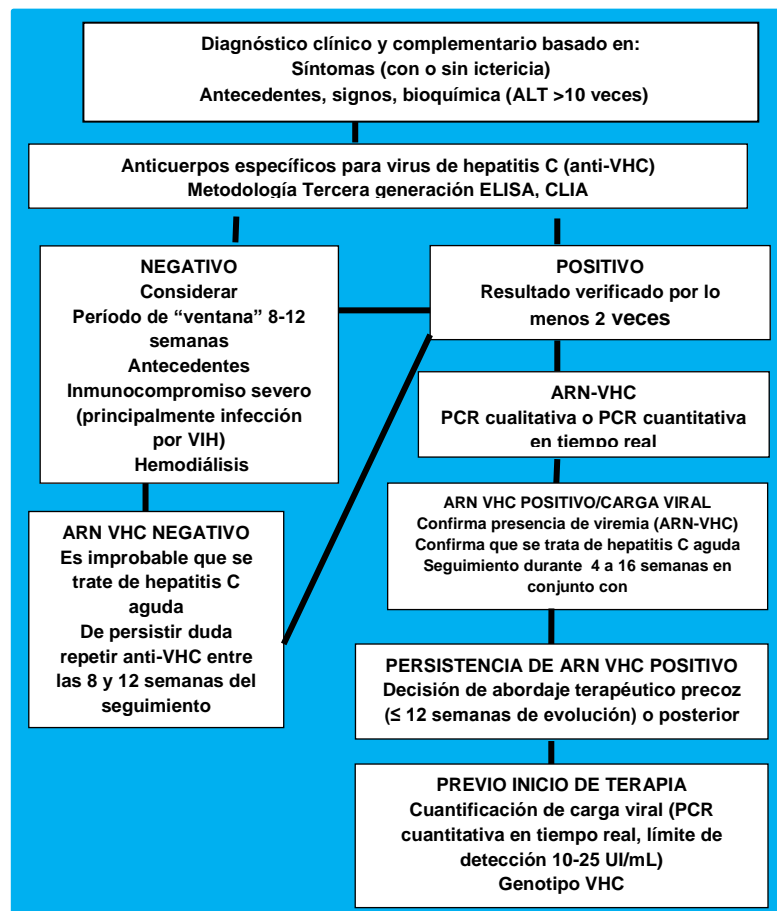 Diagnóstico clínico y complementario basado en:
Síntomas (con o sin ictericia)
Antecedentes, signos, bioquímica (ALT >10 veces)
Anticuerpos específicos para virus de hepatitis C (anti-VHC)
Metodología Tercera generación ELISA, CLIA
NEGATIVO
Considerar
Período de “ventana” 8-12
semanas
Antecedentes
Inmunocompromiso severo
(principalmente infección
por VIH)
Hemodiálisis
POSITIVO
Resultado verificado por lo
menos 2 veces
ARN-VHC
PCR cualitativa o PCR cuantitativa
en tiempo real
ARN VHC NEGATIVO
Es improbable que se
trate de hepatitis C
aguda
De persistir duda
repetir anti-VHC entre
las 8 y 12 semanas del
seguimiento
ARN VHC POSITIVO/CARGA VIRAL
Confirma presencia de viremia (ARN-VHC)
Confirma que se trata de hepatitis C aguda
Seguimiento durante 4 a 16 semanas en
conjunto con
PERSISTENCIA DE ARN VHC POSITIVO
Decisión de abordaje terapéutico precoz
(≤ 12 semanas de evolución) o posterior
PREVIO INICIO DE TERAPIA
Cuantificación de carga viral (PCR
cuantitativa en tiempo real, límite de
detección 10-25 UI/mL)
Genotipo VHC